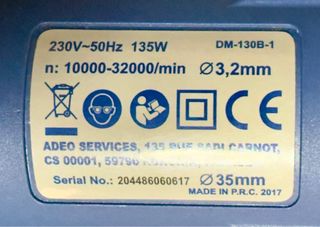 230V~50Hz 135W DM-130B-1
n: 10000-32000/min Ø3,2mm
CE
ADEO SERVICES, 135 RUE SADI CARNOT,
CS 00001, 59790
Serial No.: 204486060617 Ø35mm
MADE IN P.R.C. 2017